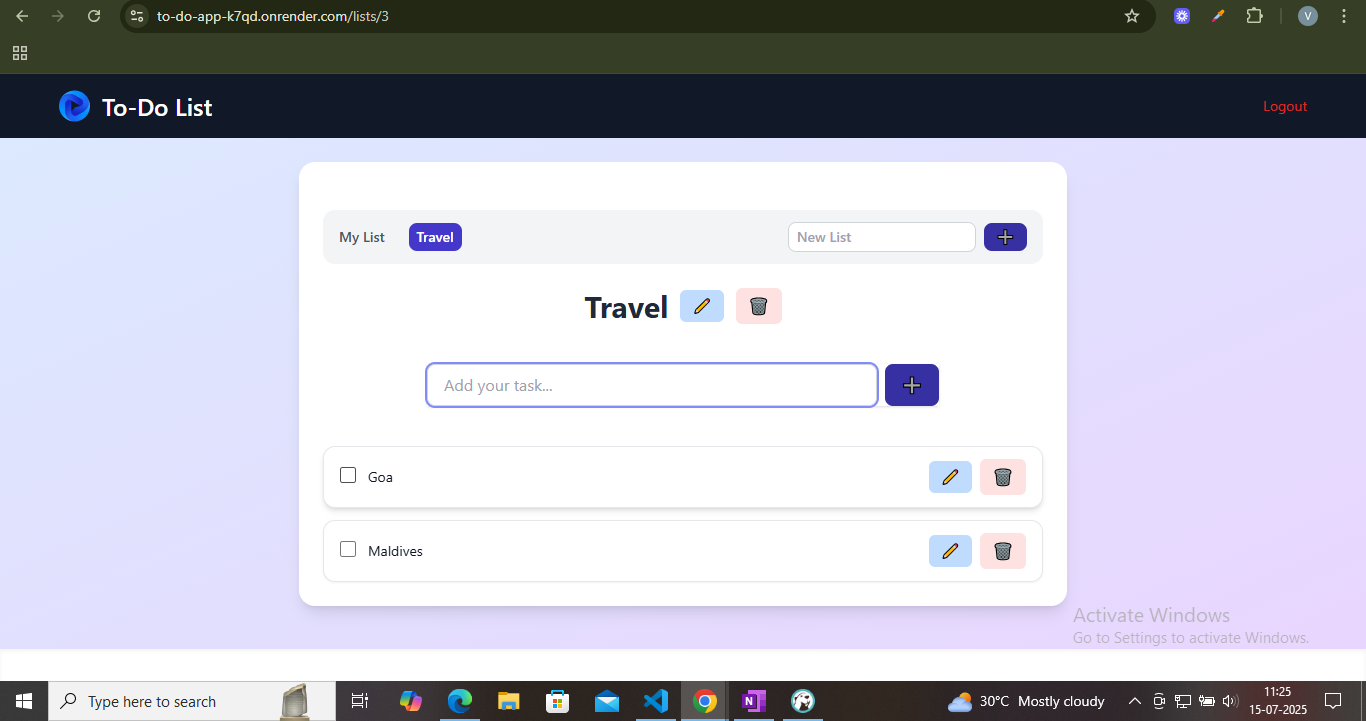 to-do-app-k7qd.onrender.com/lists/3
V
To-Do List
Logout
My List Travel New List
Travel
Add your task...
Goa
Maldives
Activate Windows
Go to Settings to activate Windows.
Type here to search
N
30°C Mostly cloudy
11:25
15-07-2025